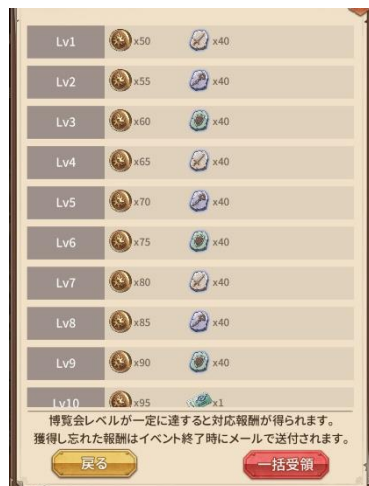 Lv1 x50 x40
Lv2 x55 x40
Lv3 x60 x40
Lv4 x65 x40
Lv5 x70 x40
Lv6 x75 x40
Lv7 x80 x40
Lv8 x85 x40
Lv9 x90 x40
Lv10 x95 x1
博覧会レベルが一定に達すると対応報酬が得られます。
獲得し忘れた報酬はイベント終了時にメールで送付されます。
戻る 一括受領